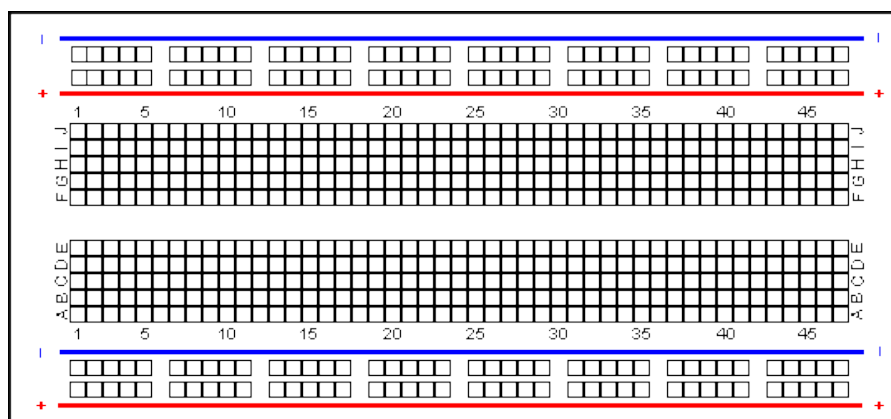 - -
+ +
1 5 10 15 20 25 30 35 40 45
J J
I I
H H
G G
F F
E E
D D
C C
B B
A A
1 5 10 15 20 25 30 35 40 45
- -
+ +